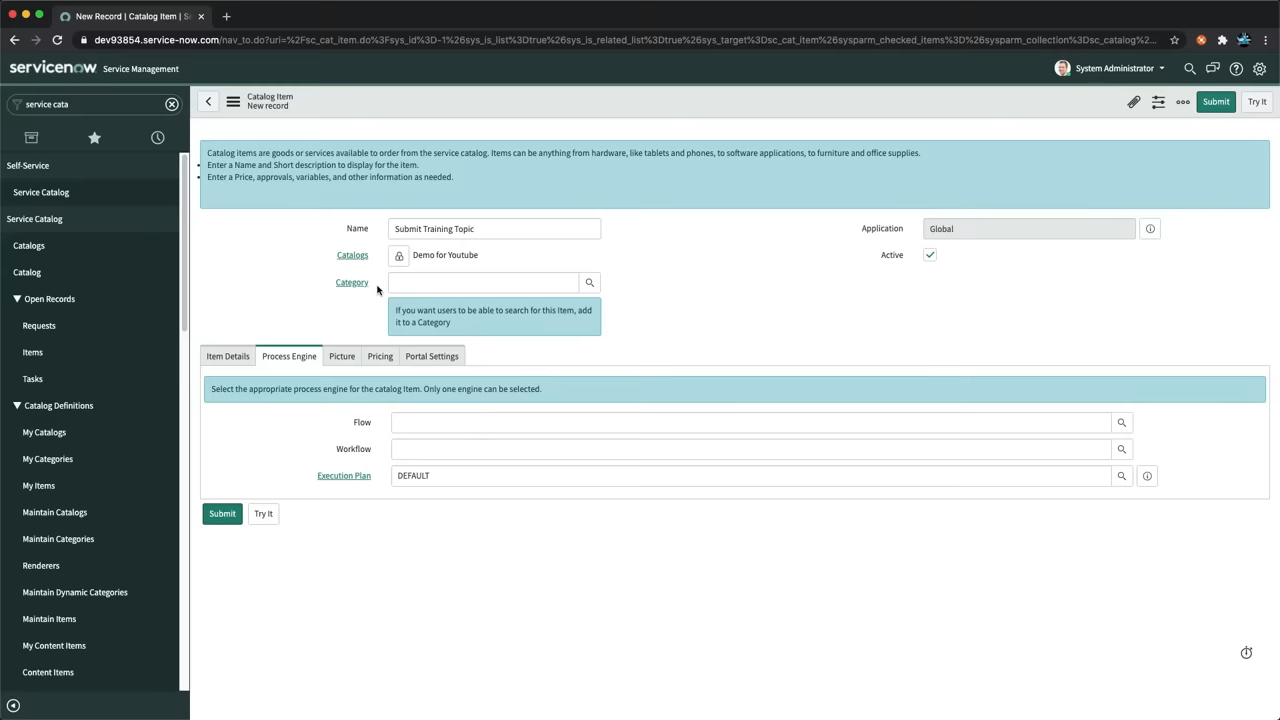 New Record | Catalog Item | Se
dev93854.service-now.com/nav_to.do?uri=%2Fsc_cat_item.do%3Fsys_id%3D-1%26sys_is_list%3Dtrue%26sys_is_related_list%3Dtrue%26sys_target%3Dsc_cat_item%26sysparm_checked_items%3D%26sysparm_collection%3Dsc_catalog%2...
servicenow Service Management
System Administrator
service cata
Catalog Item
New record
Submit
Try It
Self-Service
Service Catalog
Service Catalog
Catalogs
Catalog
Open Records
Requests
Items
Tasks
Catalog Definitions
My Catalogs
My Categories
My Items
Maintain Catalogs
Maintain Categories
Renderers
Maintain Dynamic Categories
Maintain Items
My Content Items
Content Items
Catalog items are goods or services available to order from the service catalog. Items can be anything from hardware, like tablets and phones, to software applications, to furniture and office supplies.
• Enter a Name and Short description to display for the item.
• Enter a Price, approvals, variables, and other information as needed.
Name Submit Training Topic
Application Global
Catalogs Demo for Youtube
Active
Category
If you want users to be able to search for this Item, add
it to a Category
Item Details Process Engine Picture Pricing Portal Settings
Select the appropriate process engine for the catalog Item. Only one engine can be selected.
Flow
Workflow
Execution Plan DEFAULT
Submit Try It